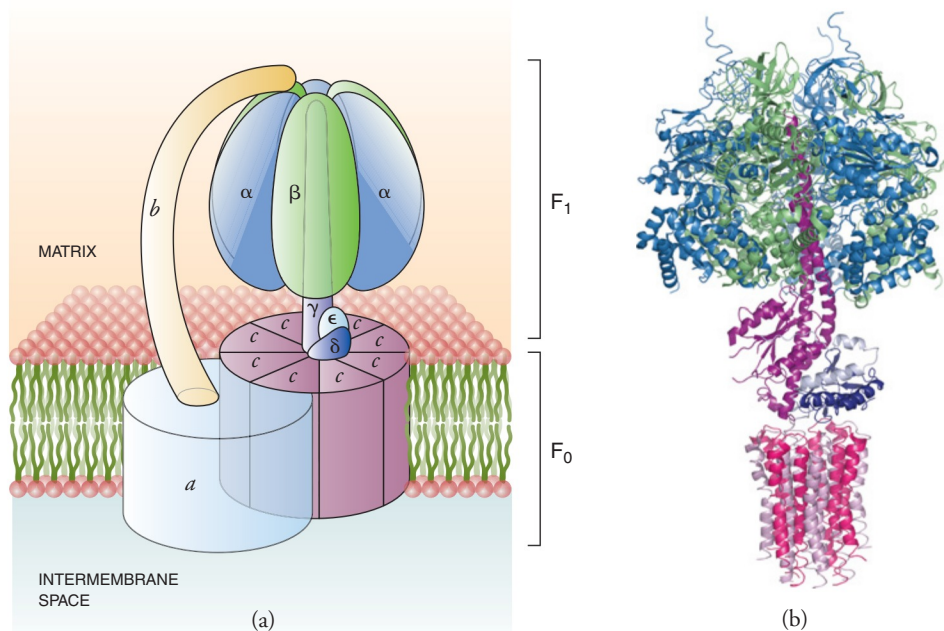 b
α
β
α
F₁
MATRIX
γ
ε
δ
c
c
c
c
c
c
c
c
a
F₀
INTERMEMBRANE
SPACE
(a)
(b)